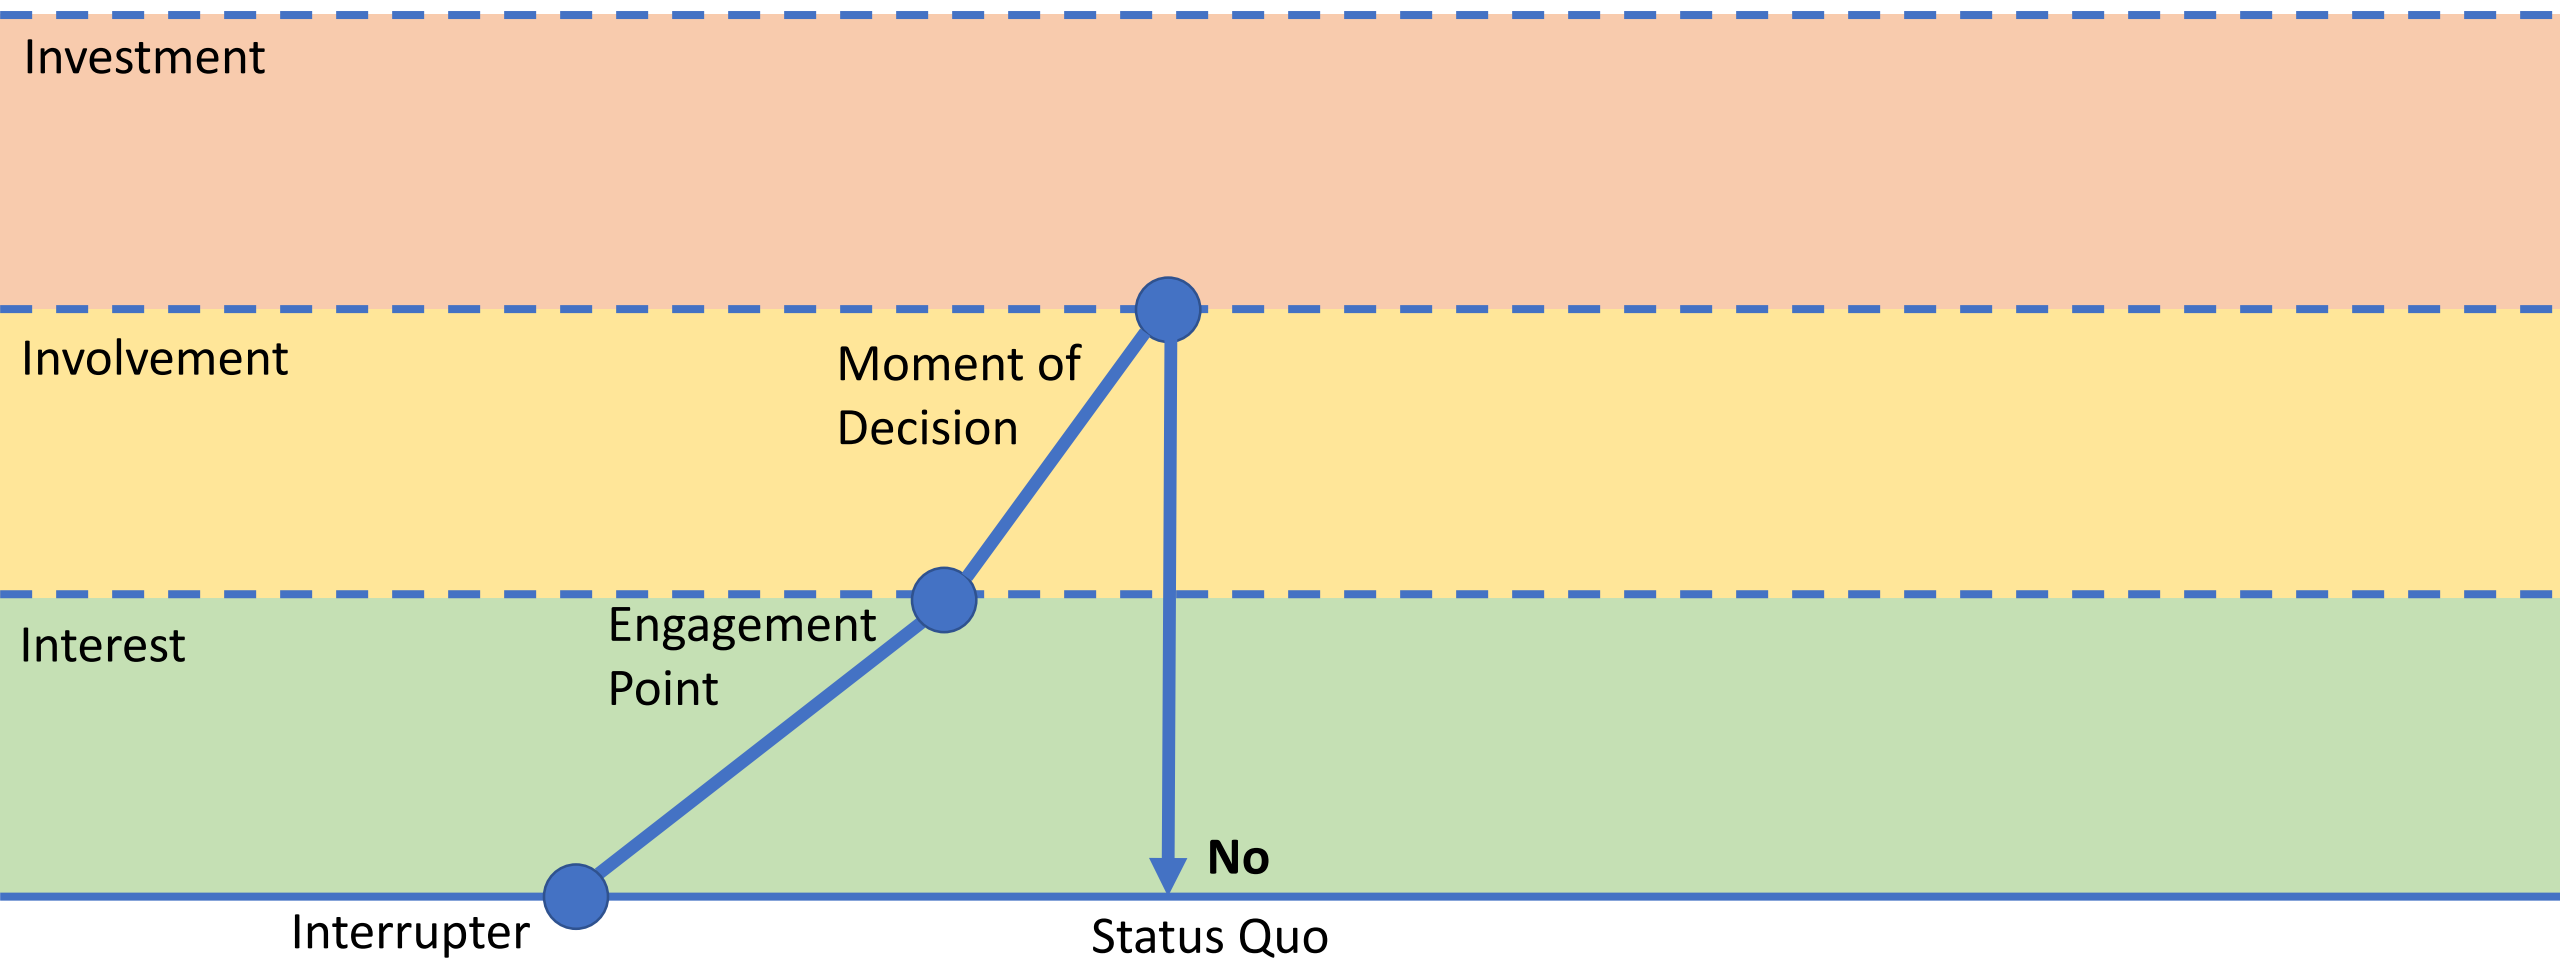 Investment
Involvement
Moment of
Decision
Interest
Engagement
Point
No
Interrupter
Status Quo